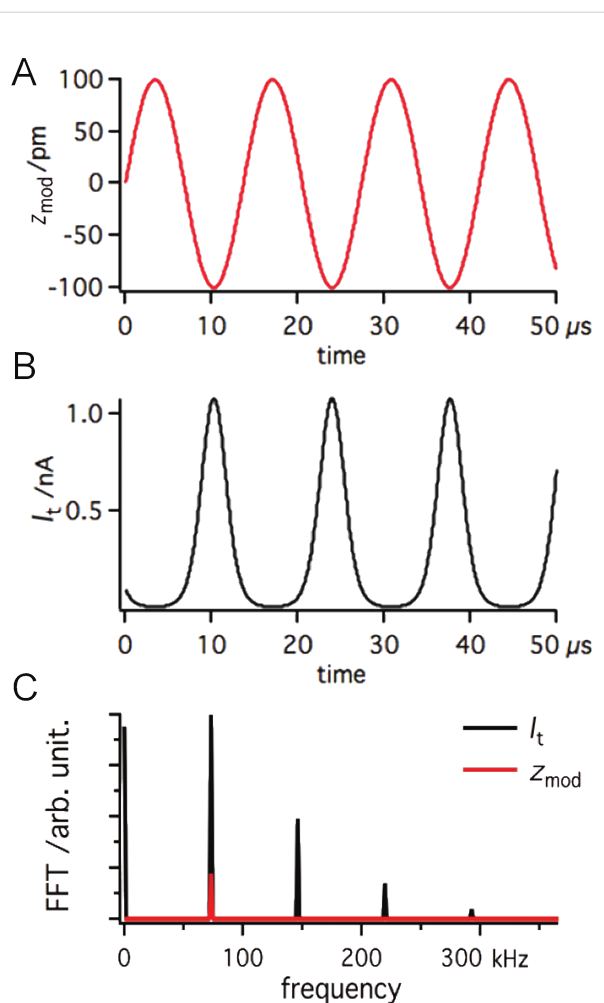 A
100
50
0
-50
-100
z_mod /pm
0 10 20 30 40 50 µs
time
B
1.0
0.5
I_t /nA
0 10 20 30 40 50 µs
time
C
FFT /arb. unit.
I_t
z_mod
0 100 200 300 kHz
frequency